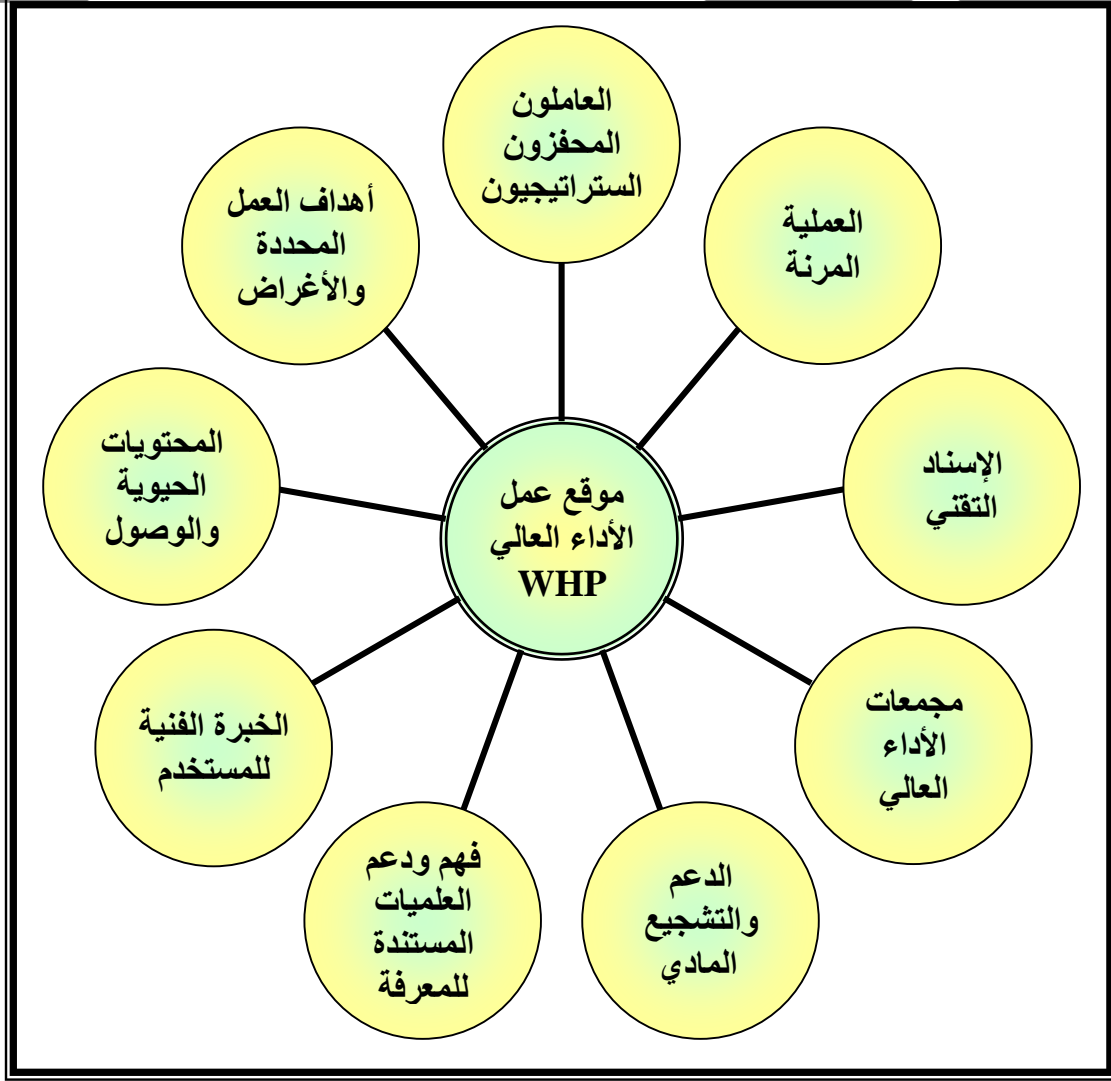 العاملون
المحفزون
الستراتيجيون
العملية
المرنة
الإسناد
التقني
مجمعات
الأداء
العالي
الدعم
والتشجيع
المادي
فهم ودعم
العلميات
المستندة
للمعرفة
الخبرة الفنية
للمستخدم
المحتويات
الحيوية
والوصول
أهداف العمل
المحددة
والأغراض
موقع عمل
الأداء العالي
WHP